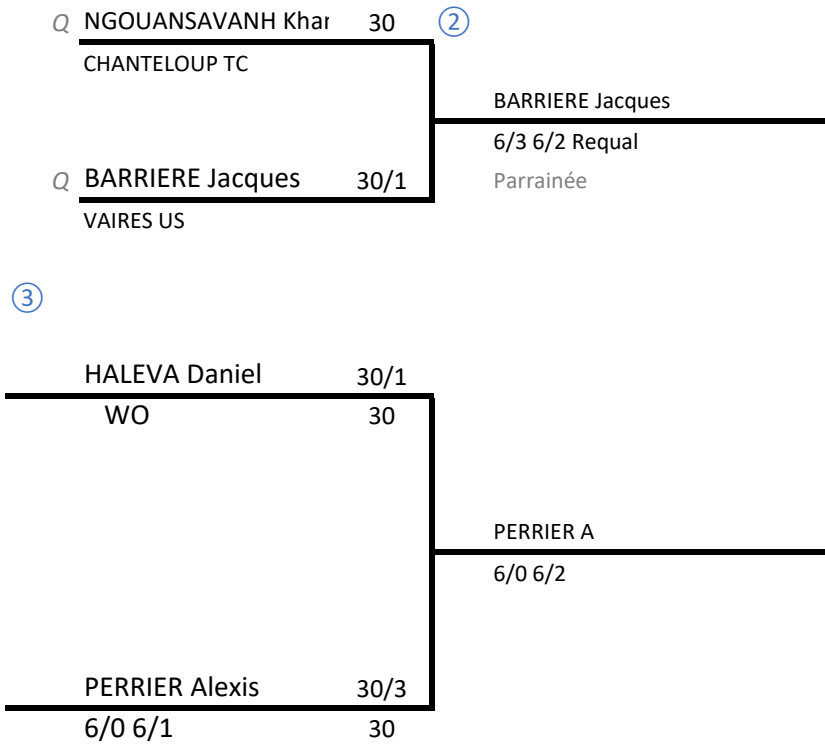 Q NGOUANSAVANH Khar 30 ②
CHANTELOUP TC
BARRIERE Jacques
6/3 6/2 Requal
Q BARRIERE Jacques 30/1 Parrainée
VAIRES US
③
HALEVA Daniel 30/1
WO 30
PERRIER A
6/0 6/2
PERRIER Alexis 30/3
6/0 6/1 30